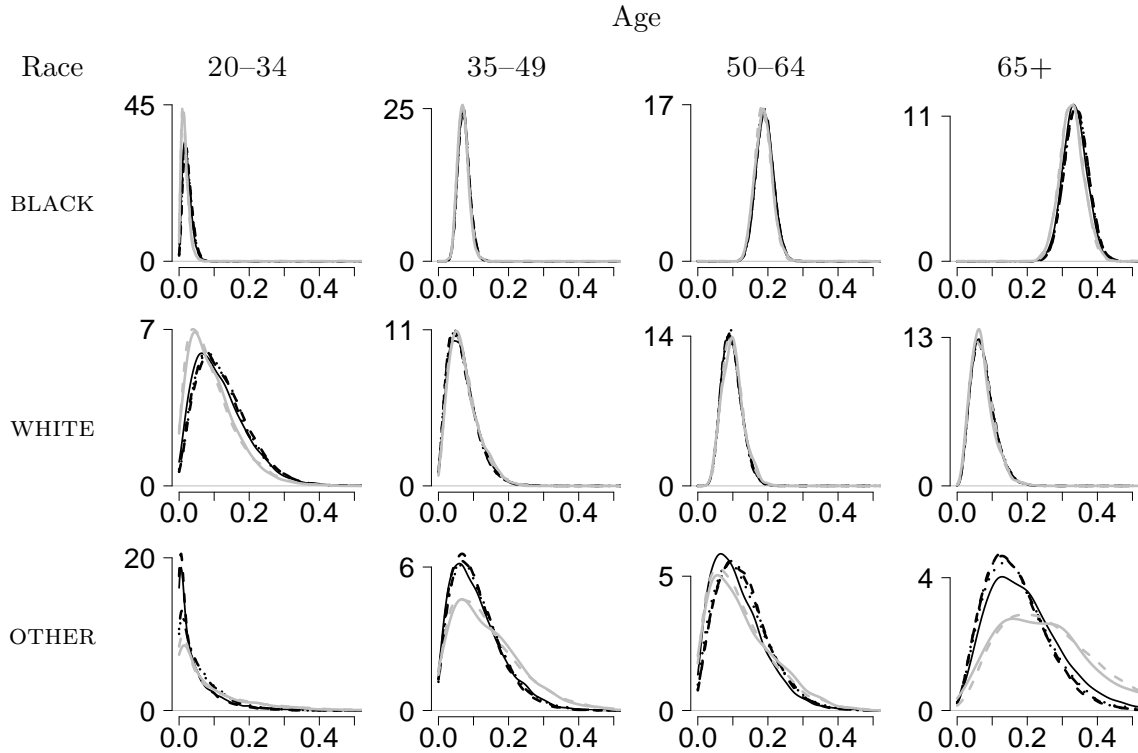 Age
Race 20–34 35–49 50–64 65+
BLACK
45 0 0.0 0.2 0.4
25 0 0.0 0.2 0.4
17 0 0.0 0.2 0.4
11 0 0.0 0.2 0.4
WHITE
7 0 0.0 0.2 0.4
11 0 0.0 0.2 0.4
14 0 0.0 0.2 0.4
13 0 0.0 0.2 0.4
OTHER
20 0 0.0 0.2 0.4
6 0 0.0 0.2 0.4
5 0 0.0 0.2 0.4
4 0 0.0 0.2 0.4